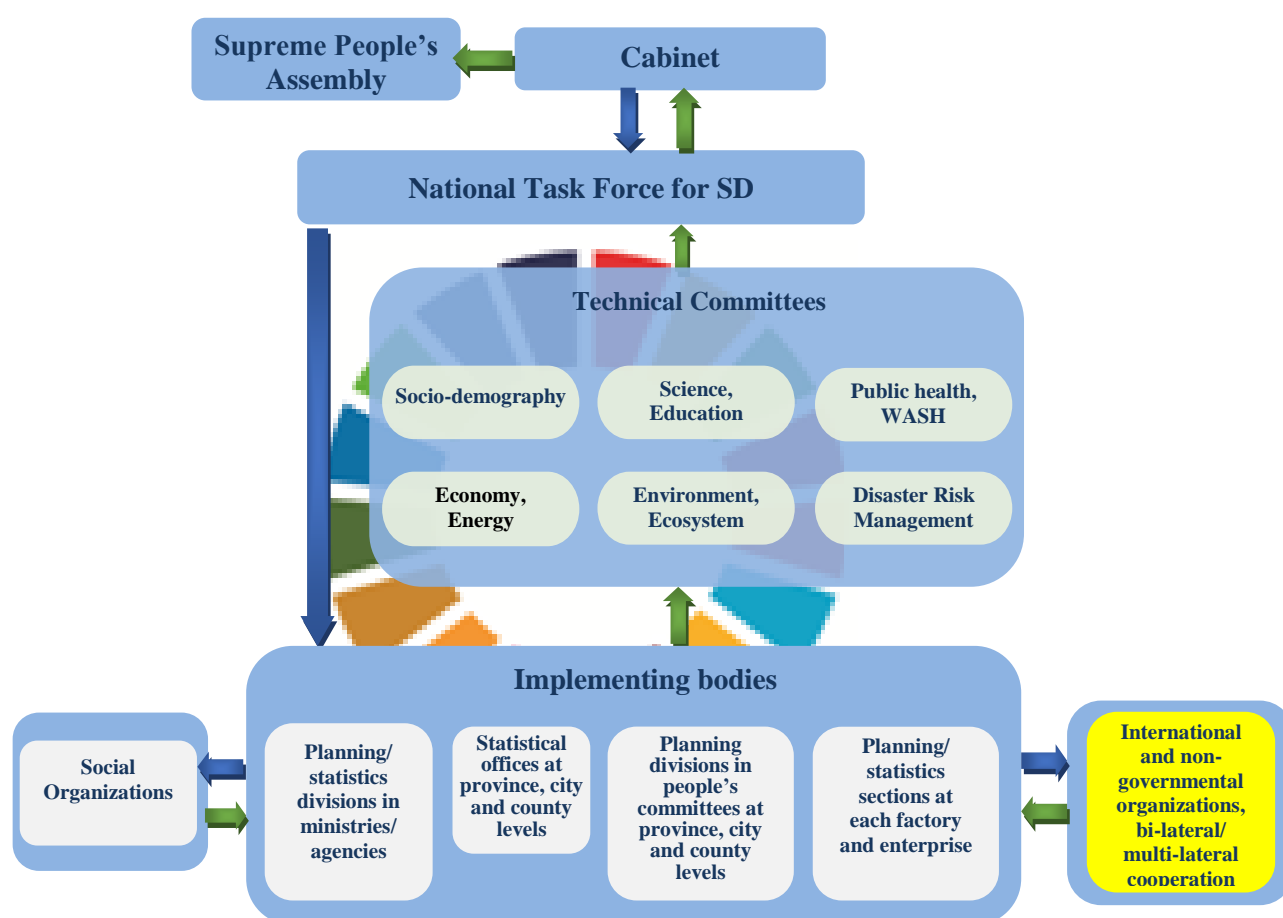 Supreme People’s
Assembly
Cabinet
National Task Force for SD
Technical Committees
Socio-demography
Science,
Education
Public health,
WASH
Economy,
Energy
Environment,
Ecosystem
Disaster Risk
Management
Implementing bodies
Social
Organizations
Planning/
statistics
divisions in
ministries/
agencies
Statistical
offices at
province, city
and county
levels
Planning
divisions in
people’s
committees at
province, city
and county
levels
Planning/
statistics
sections at
each factory
and enterprise
International
and non-
governmental
organizations,
bi-lateral/
multi-lateral
cooperation